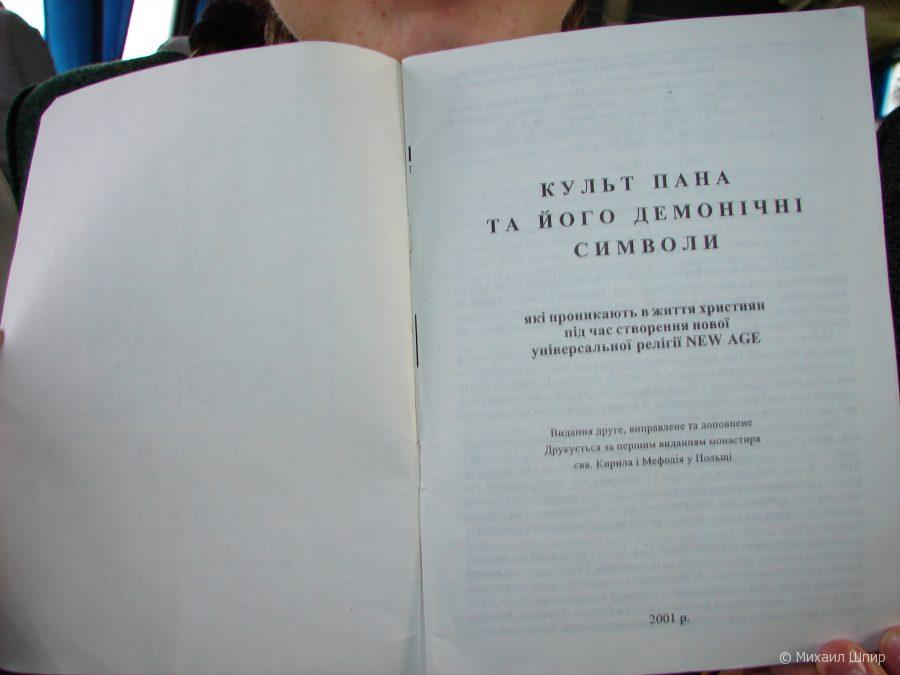 КУЛЬТ ПАНА
ТА ЙОГО ДЕМОНІЧНІ
СИМВОЛИ
які проникають в життя християн
під час створення нової
універсальної релігії NEW AGE
Видання друге, виправлене та доповнене
Друкується за першим виданням монастиря
свв. Кирила і Мефодія у Польщі
2001 р.
© Михаил Шпир